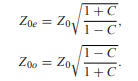 Z₀ₑ = Z₀√((1 + C)/(1 − C)),
Z₀ₒ = Z₀√((1 − C)/(1 + C)).